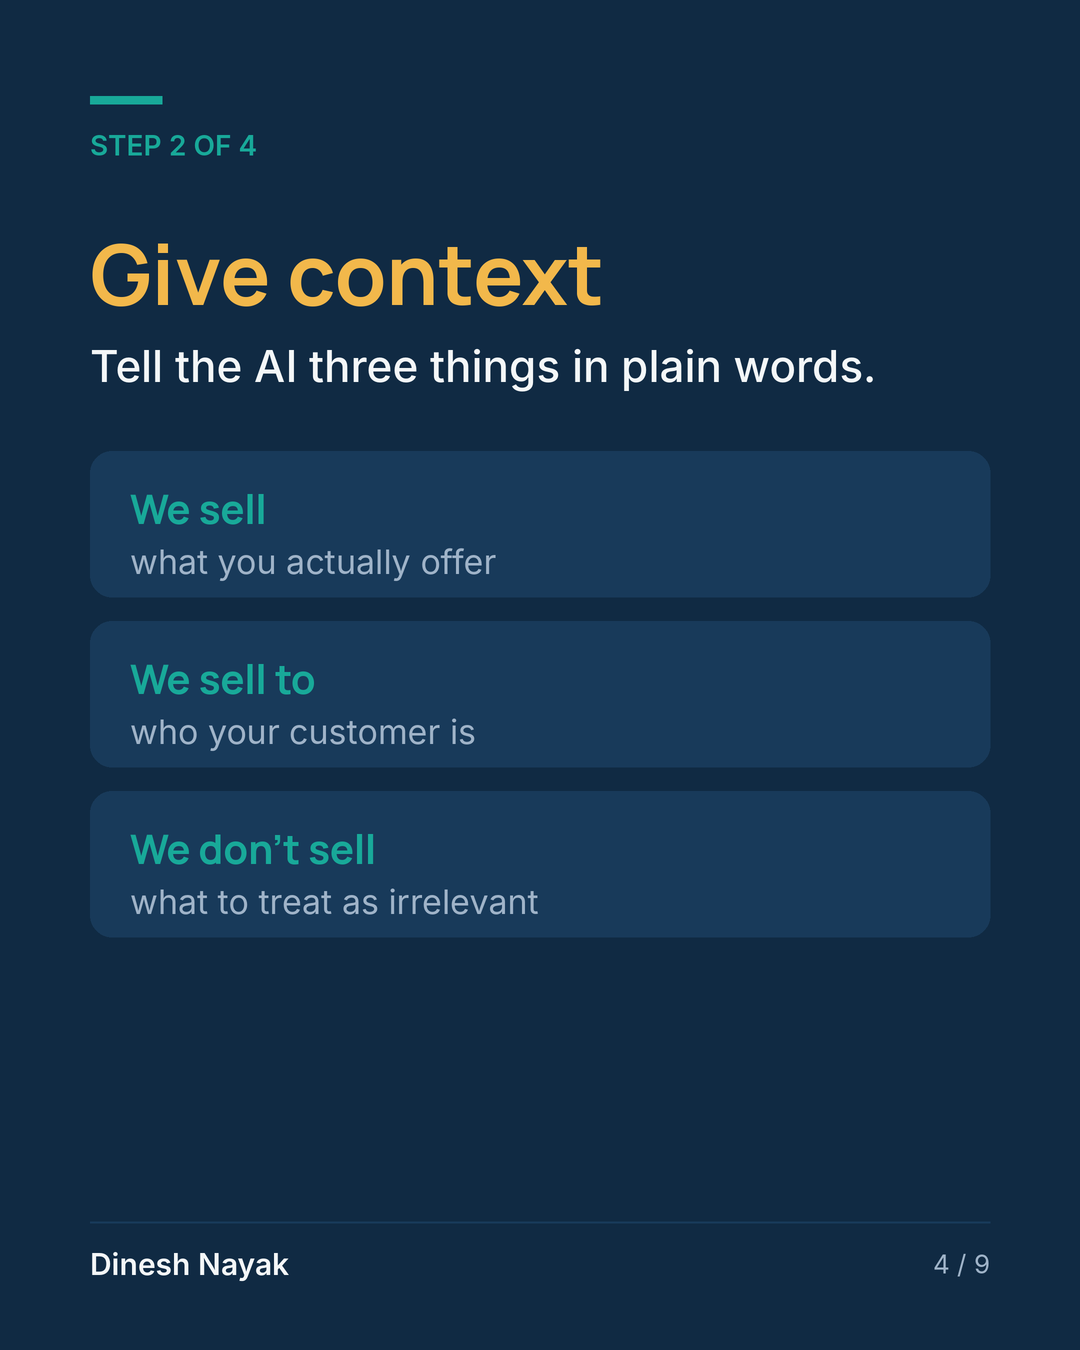 STEP 2 OF 4
Give context
Tell the AI three things in plain words.
We sell
what you actually offer
We sell to
who your customer is
We don’t sell
what to treat as irrelevant
Dinesh Nayak
4 / 9